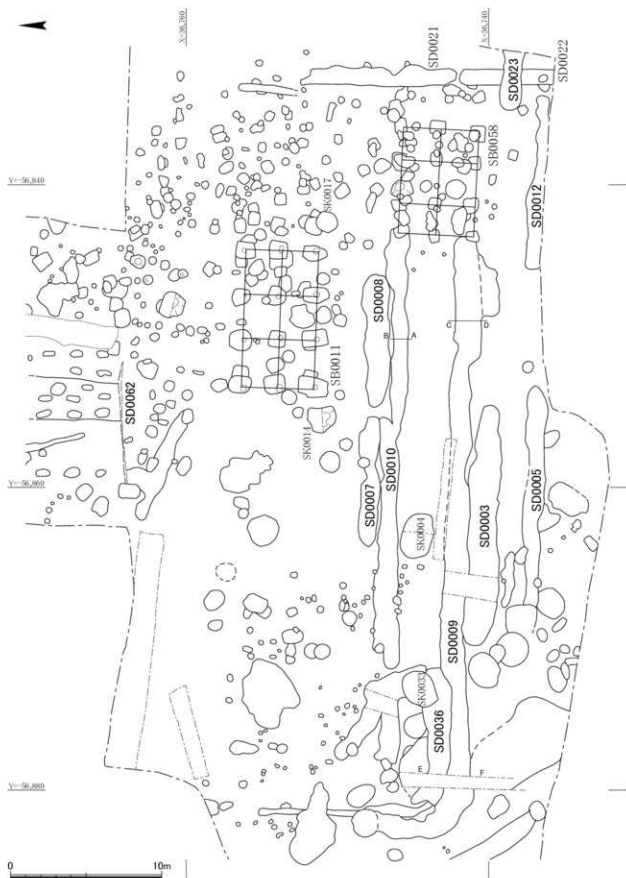 X=36,760
X=36,740
SD0021
SD0023
SD0022
SB0058
Y=-56,840
SK0017
SD0012
SD0008
C
D
B
A
SB0011
SD0062
SK0014
SD0010
SD0007
SD0005
Y=-56,860
SK0004
SD0003
SD0009
SK0033
SD0036
E
F
Y=-56,880
0
10m